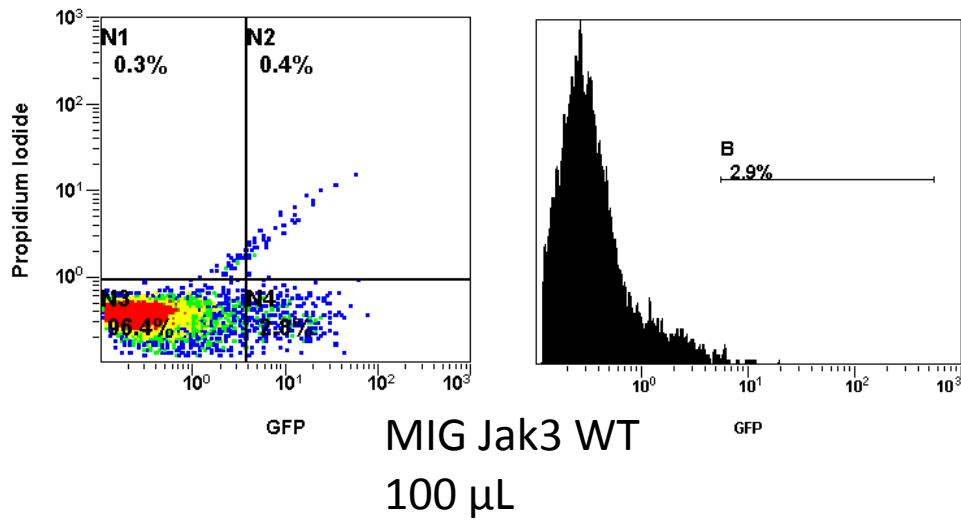 Propidium Iodide
10³
10²
10¹
10⁰
N1
0.3%
N2
0.4%
N3
96.4%
N4
2.8%
10⁰ 10¹ 10² 10³
GFP
B
2.9%
10⁰ 10¹ 10² 10³
GFP
MIG Jak3 WT
100 µL